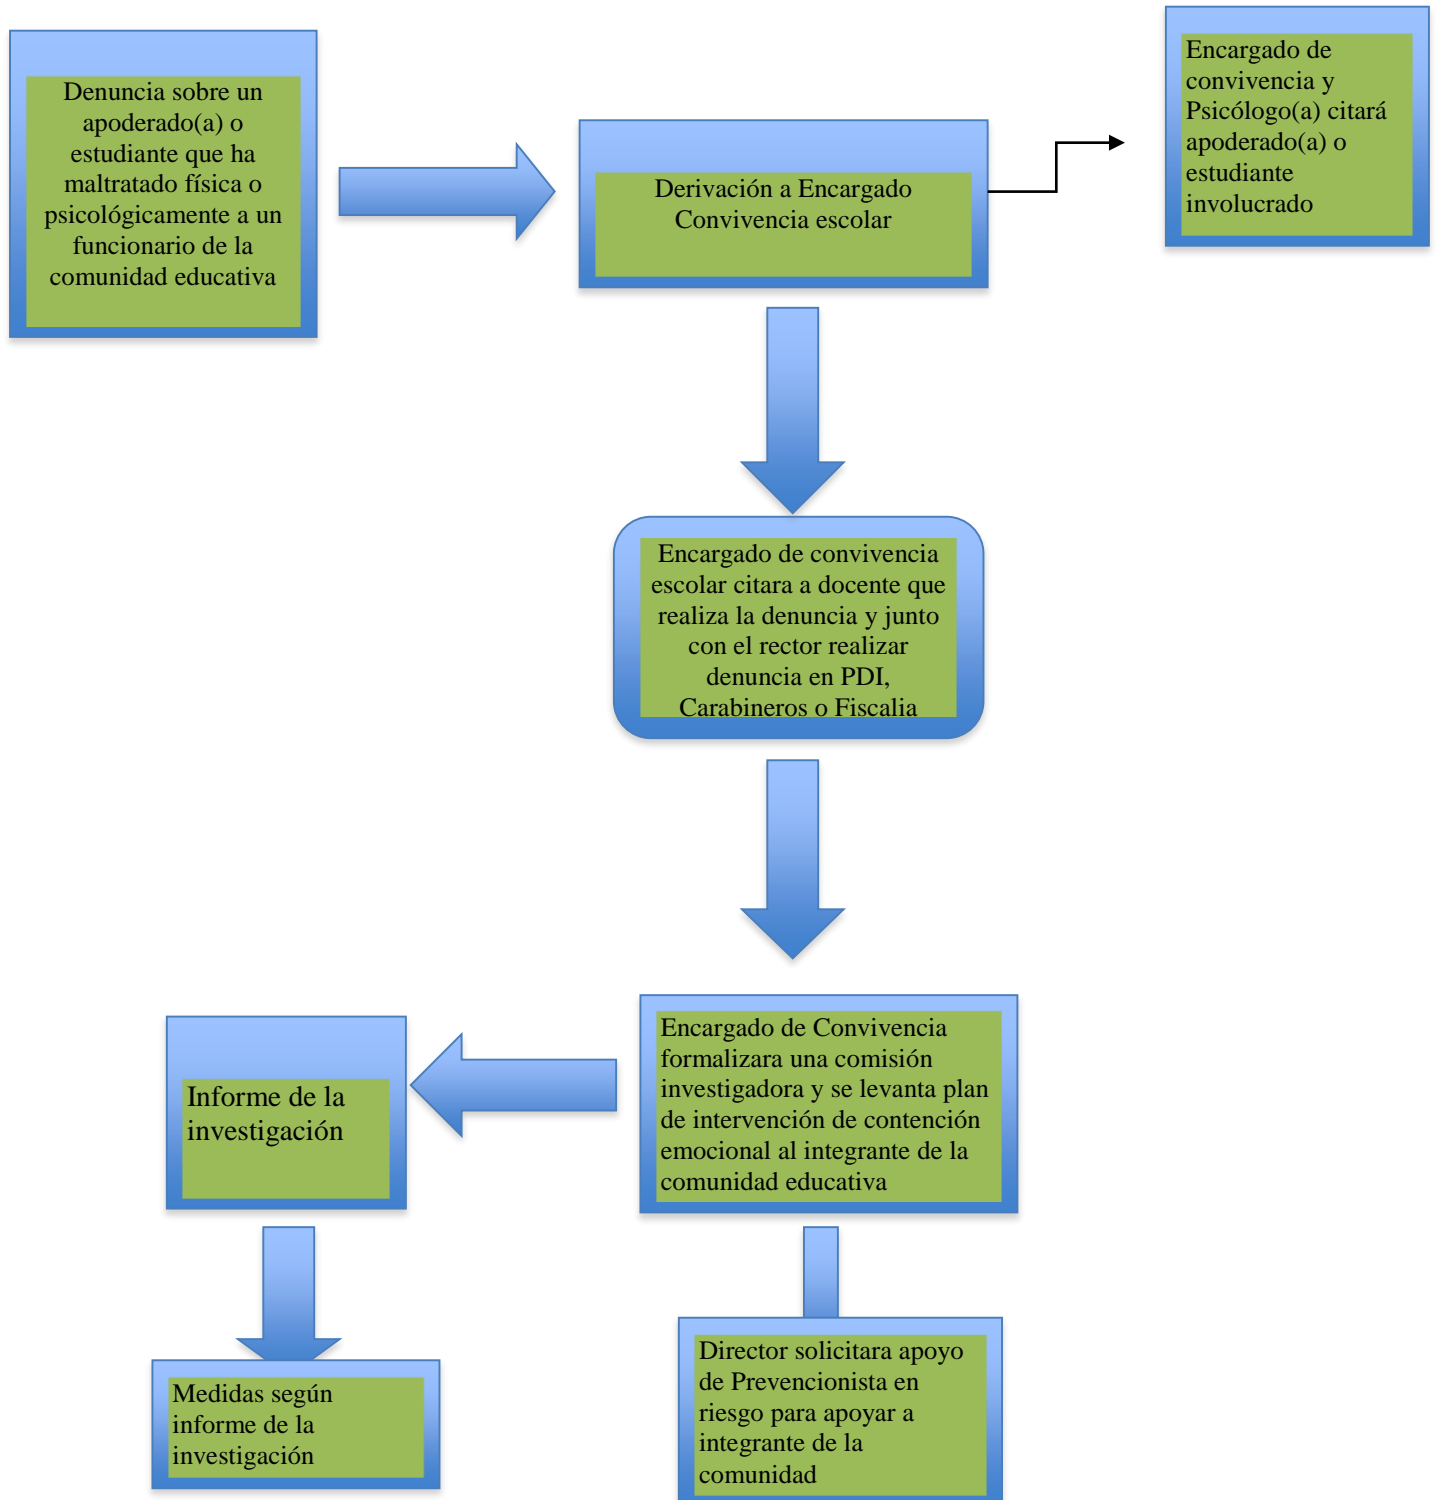 Denuncia sobre un
apoderado(a) o
estudiante que ha
maltratado física o
psicológicamente a un
funcionario de la
comunidad educativa
Derivación a Encargado
Convivencia escolar
Encargado de
convivencia y
Psicólogo(a) citará
apoderado(a) o
estudiante
involucrado
Encargado de convivencia
escolar citara a docente que
realiza la denuncia y junto
con el rector realizar
denuncia en PDI,
Carabineros o Fiscalia
Encargado de Convivencia
formalizara una comisión
investigadora y se levanta plan
de intervención de contención
emocional al integrante de la
comunidad educativa
Informe de la
investigación
Medidas según
informe de la
investigación
Director solicitara apoyo
de Prevencionista en
riesgo para apoyar a
integrante de la
comunidad